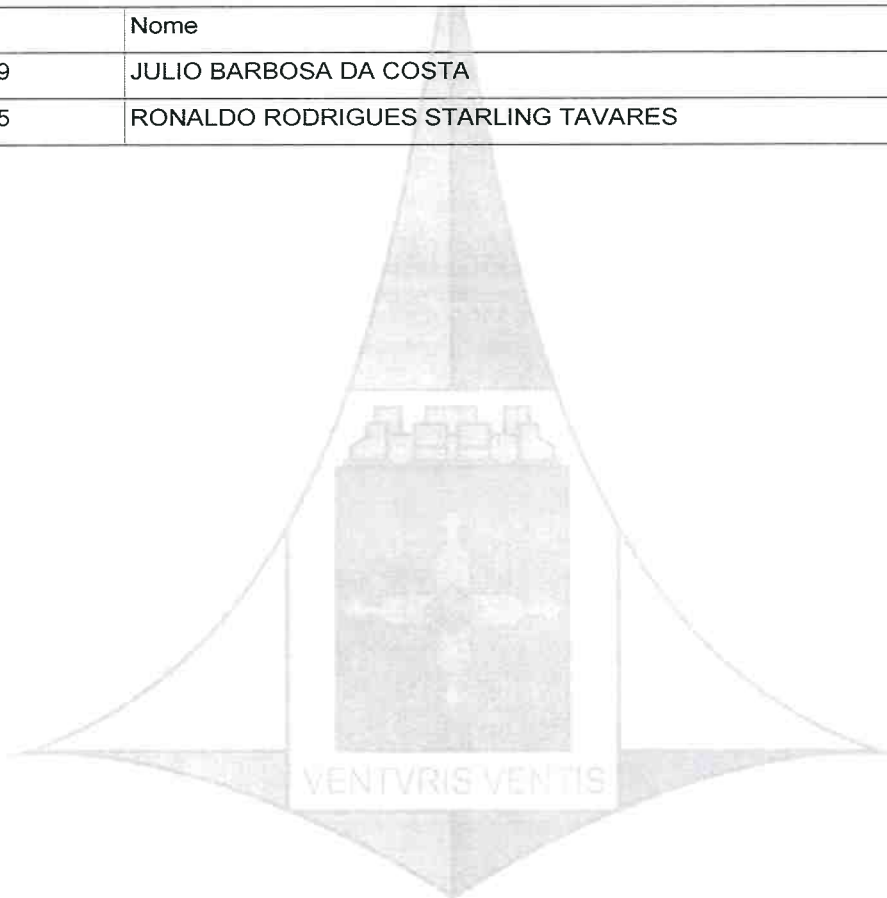 Nome
9 JULIO BARBOSA DA COSTA
5 RONALDO RODRIGUES STARLING TAVARES
VENTVRIS VENTIS